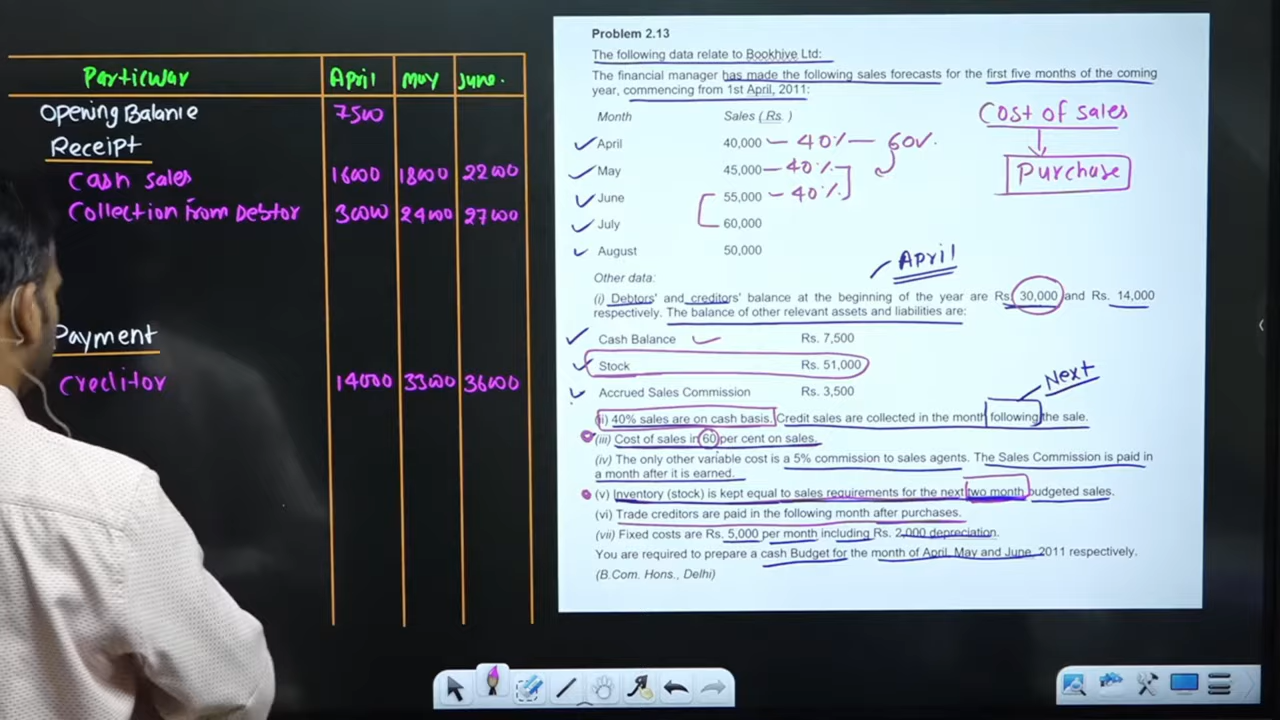 Particular April May June.
Opening Balance 7500
Receipt
Cash sales 16000 18000 22000
Collection From Debtor 30000 24000 27000
Payment
Creditor 14000 33000 36000
Problem 2.13
The following data relate to Bookhive Ltd:
The financial manager has made the following sales forecasts for the first five months of the coming
year, commencing from 1st April, 2011:
Month Sales (Rs. )
April 40,000 — 40% — 60%.
May 45,000 — 40%.
June 55,000 — 40%.
July 60,000
August 50,000
Cost of sales
Purchase
April
Other data:
(i) Debtors' and creditors' balance at the beginning of the year are Rs. 30,000 and Rs. 14,000
respectively. The balance of other relevant assets and liabilities are:
Cash Balance Rs. 7,500
Stock Rs. 51,000
Accrued Sales Commission Rs. 3,500
Next
ii) 40% sales are on cash basis. Credit sales are collected in the month following the sale.
(iii) Cost of sales in 60 per cent on sales.
(iv) The only other variable cost is a 5% commission to sales agents. The Sales Commission is paid in
a month after it is earned.
(v) Inventory (stock) is kept equal to sales requirements for the next two month budgeted sales.
(vi) Trade creditors are paid in the following month after purchases.
(vii) Fixed costs are Rs. 5,000 per month including Rs. 2,000 depreciation.
You are required to prepare a cash Budget for the month of April, May and June, 2011 respectively.
(B.Com. Hons., Delhi)